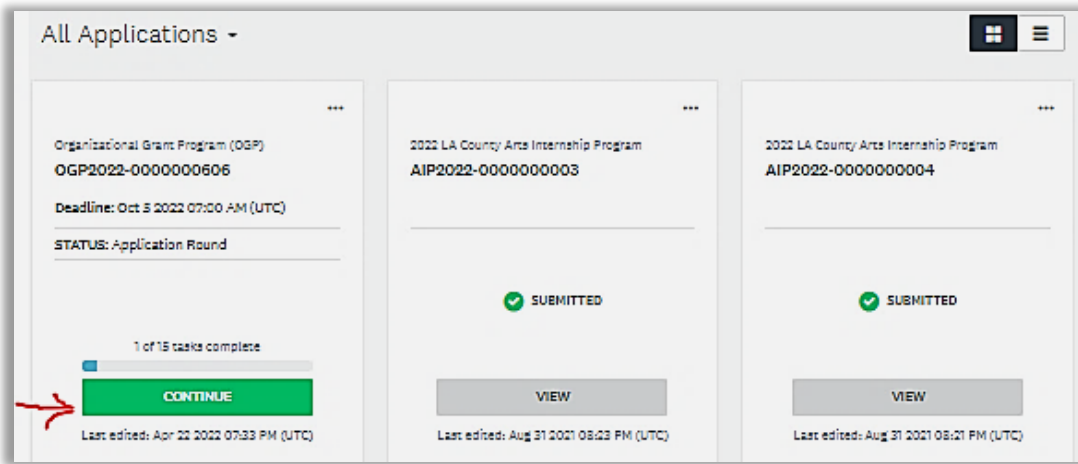 All Applications
Organizational Grant Program (OGP)
OGP2022-0000000606
Deadline: Oct 5 2022 07:00 AM (UTC)
STATUS: Application Round
1 of 15 tasks complete
CONTINUE
Last edited: Apr 22 2022 07:33 PM (UTC)
2022 LA County Arts Internship Program
AIP2022-0000000003
SUBMITTED
VIEW
Last edited: Aug 31 2021 08:23 PM (UTC)
2022 LA County Arts Internship Program
AIP2022-0000000004
SUBMITTED
VIEW
Last edited: Aug 31 2021 08:21 PM (UTC)